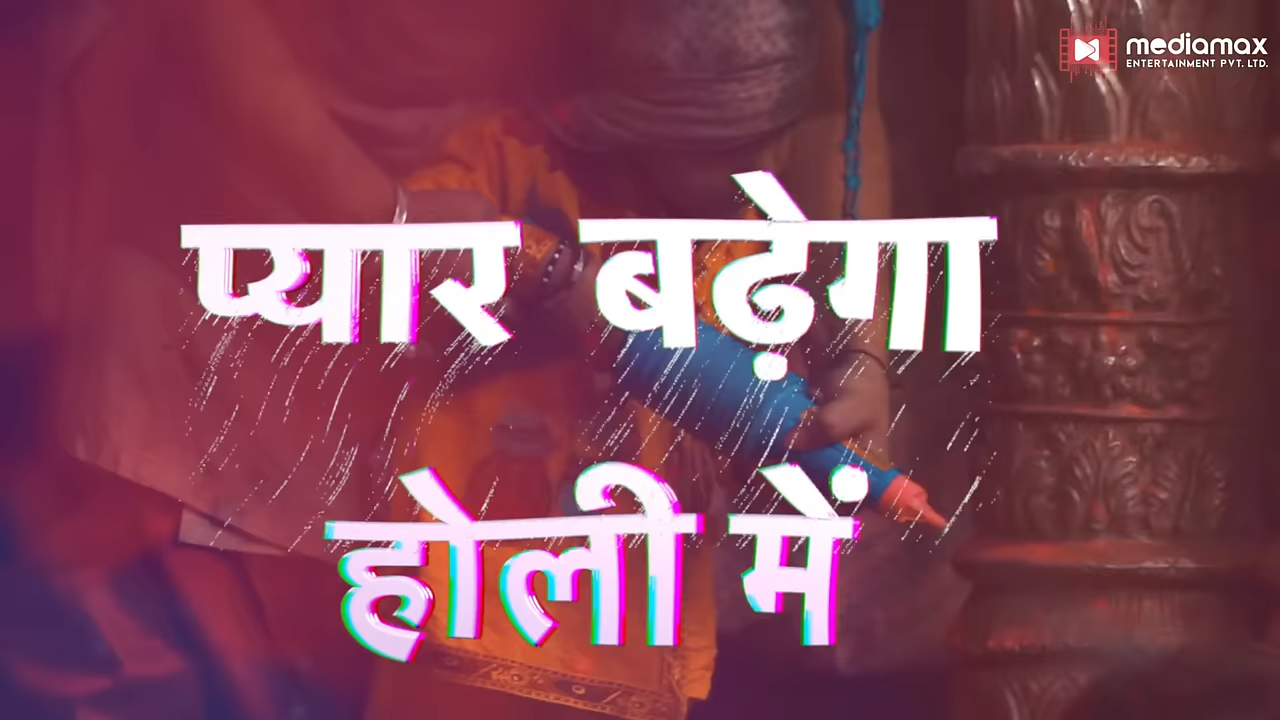 mediamax
ENTERTAINMENT PVT. LTD.
प्यार बढ़ेगा
होली में